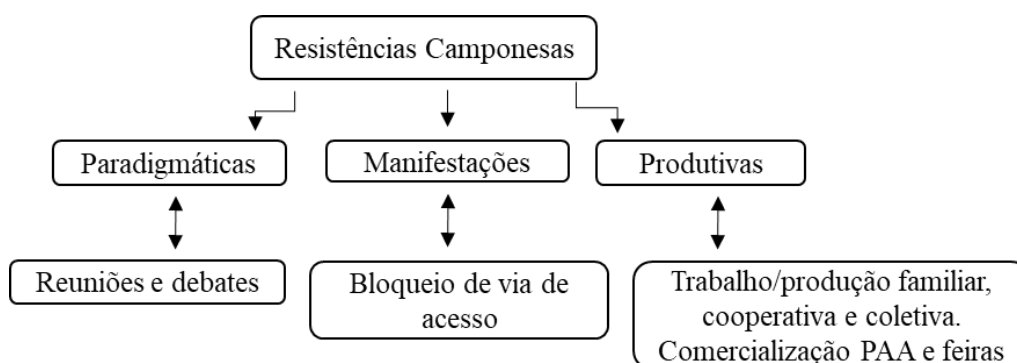 Resistências Camponesas
Paradigmáticas
Manifestações
Produtivas
Reuniões e debates
Bloqueio de via de
acesso
Trabalho/produção familiar,
cooperativa e coletiva.
Comercialização PAA e feiras